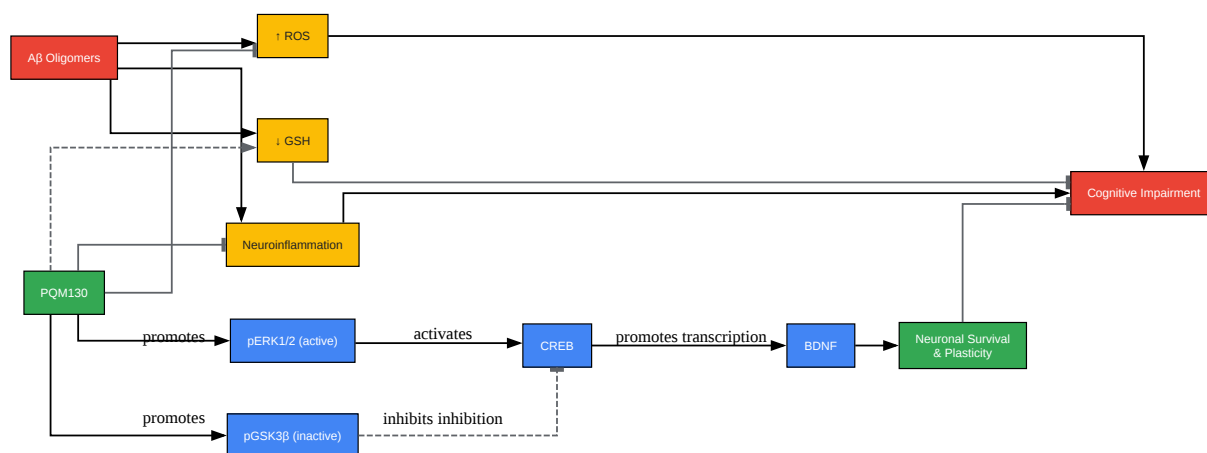 ↑ ROS
Aβ Oligomers
↓ GSH
Cognitive Impairment
Neuroinflammation
PQM130
promotes
pERK1/2 (active)
activates
CREB
promotes transcription
BDNF
Neuronal Survival
& Plasticity
promotes
pGSK3β (inactive)
inhibits inhibition